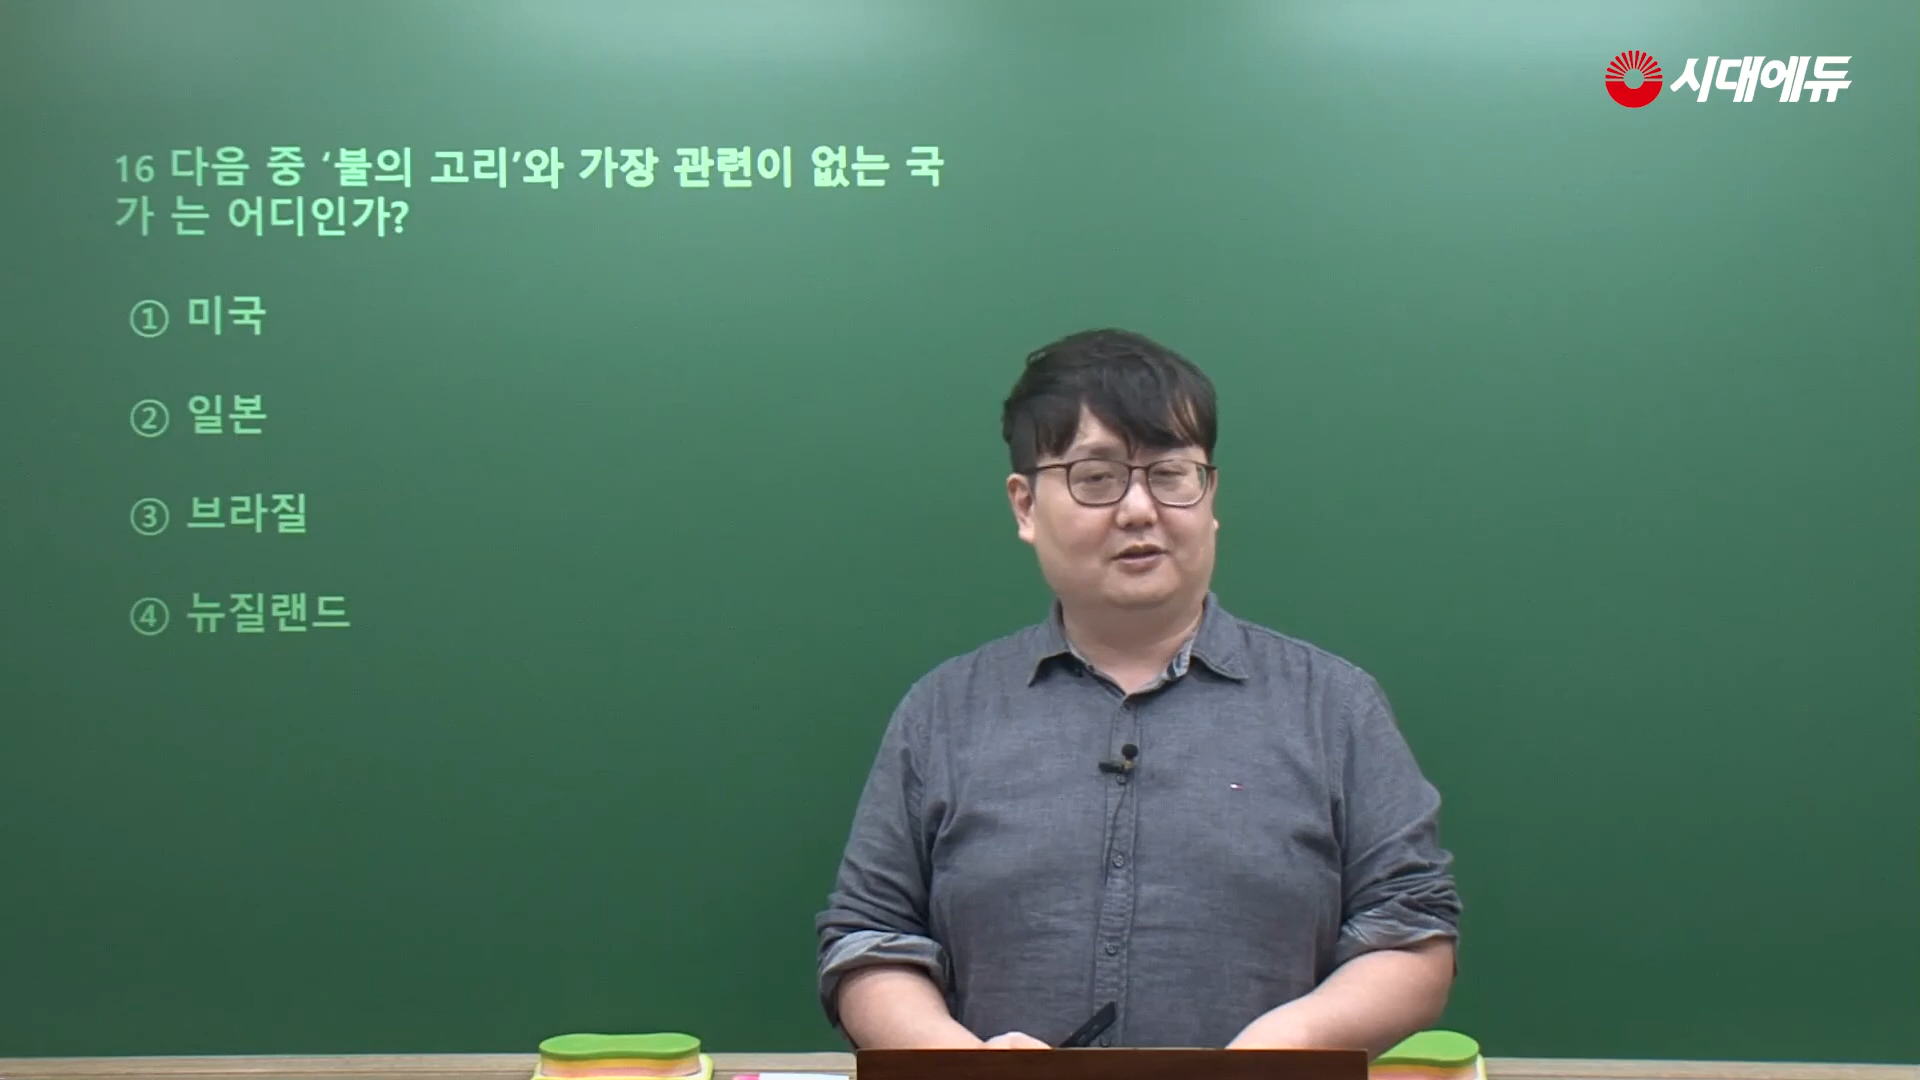 시대에듀
16 다음 중 ‘불의 고리’와 가장 관련이 없는 국
가 는 어디인가?
① 미국
② 일본
③ 브라질
④ 뉴질랜드